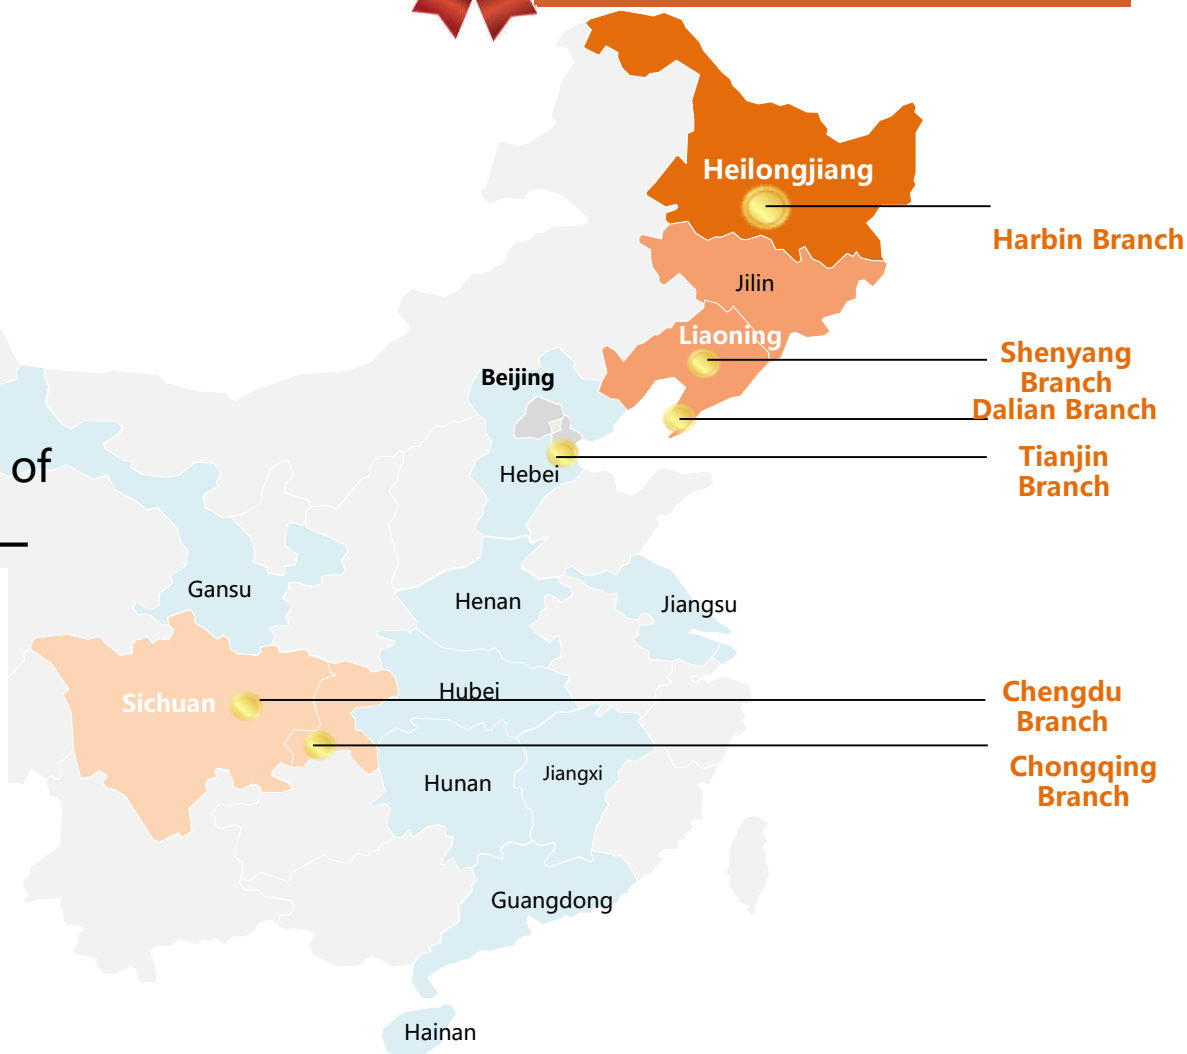 Heilongjiang
Harbin Branch
Jilin
Liaoning
Shenyang
Branch
Beijing
Dalian Branch
of
Hebei
Tianjin
Branch
Gansu
Henan
Jiangsu
Sichuan
Hubei
Chengdu
Branch
Hunan
Jiangxi
Chongqing
Branch
Guangdong
Hainan